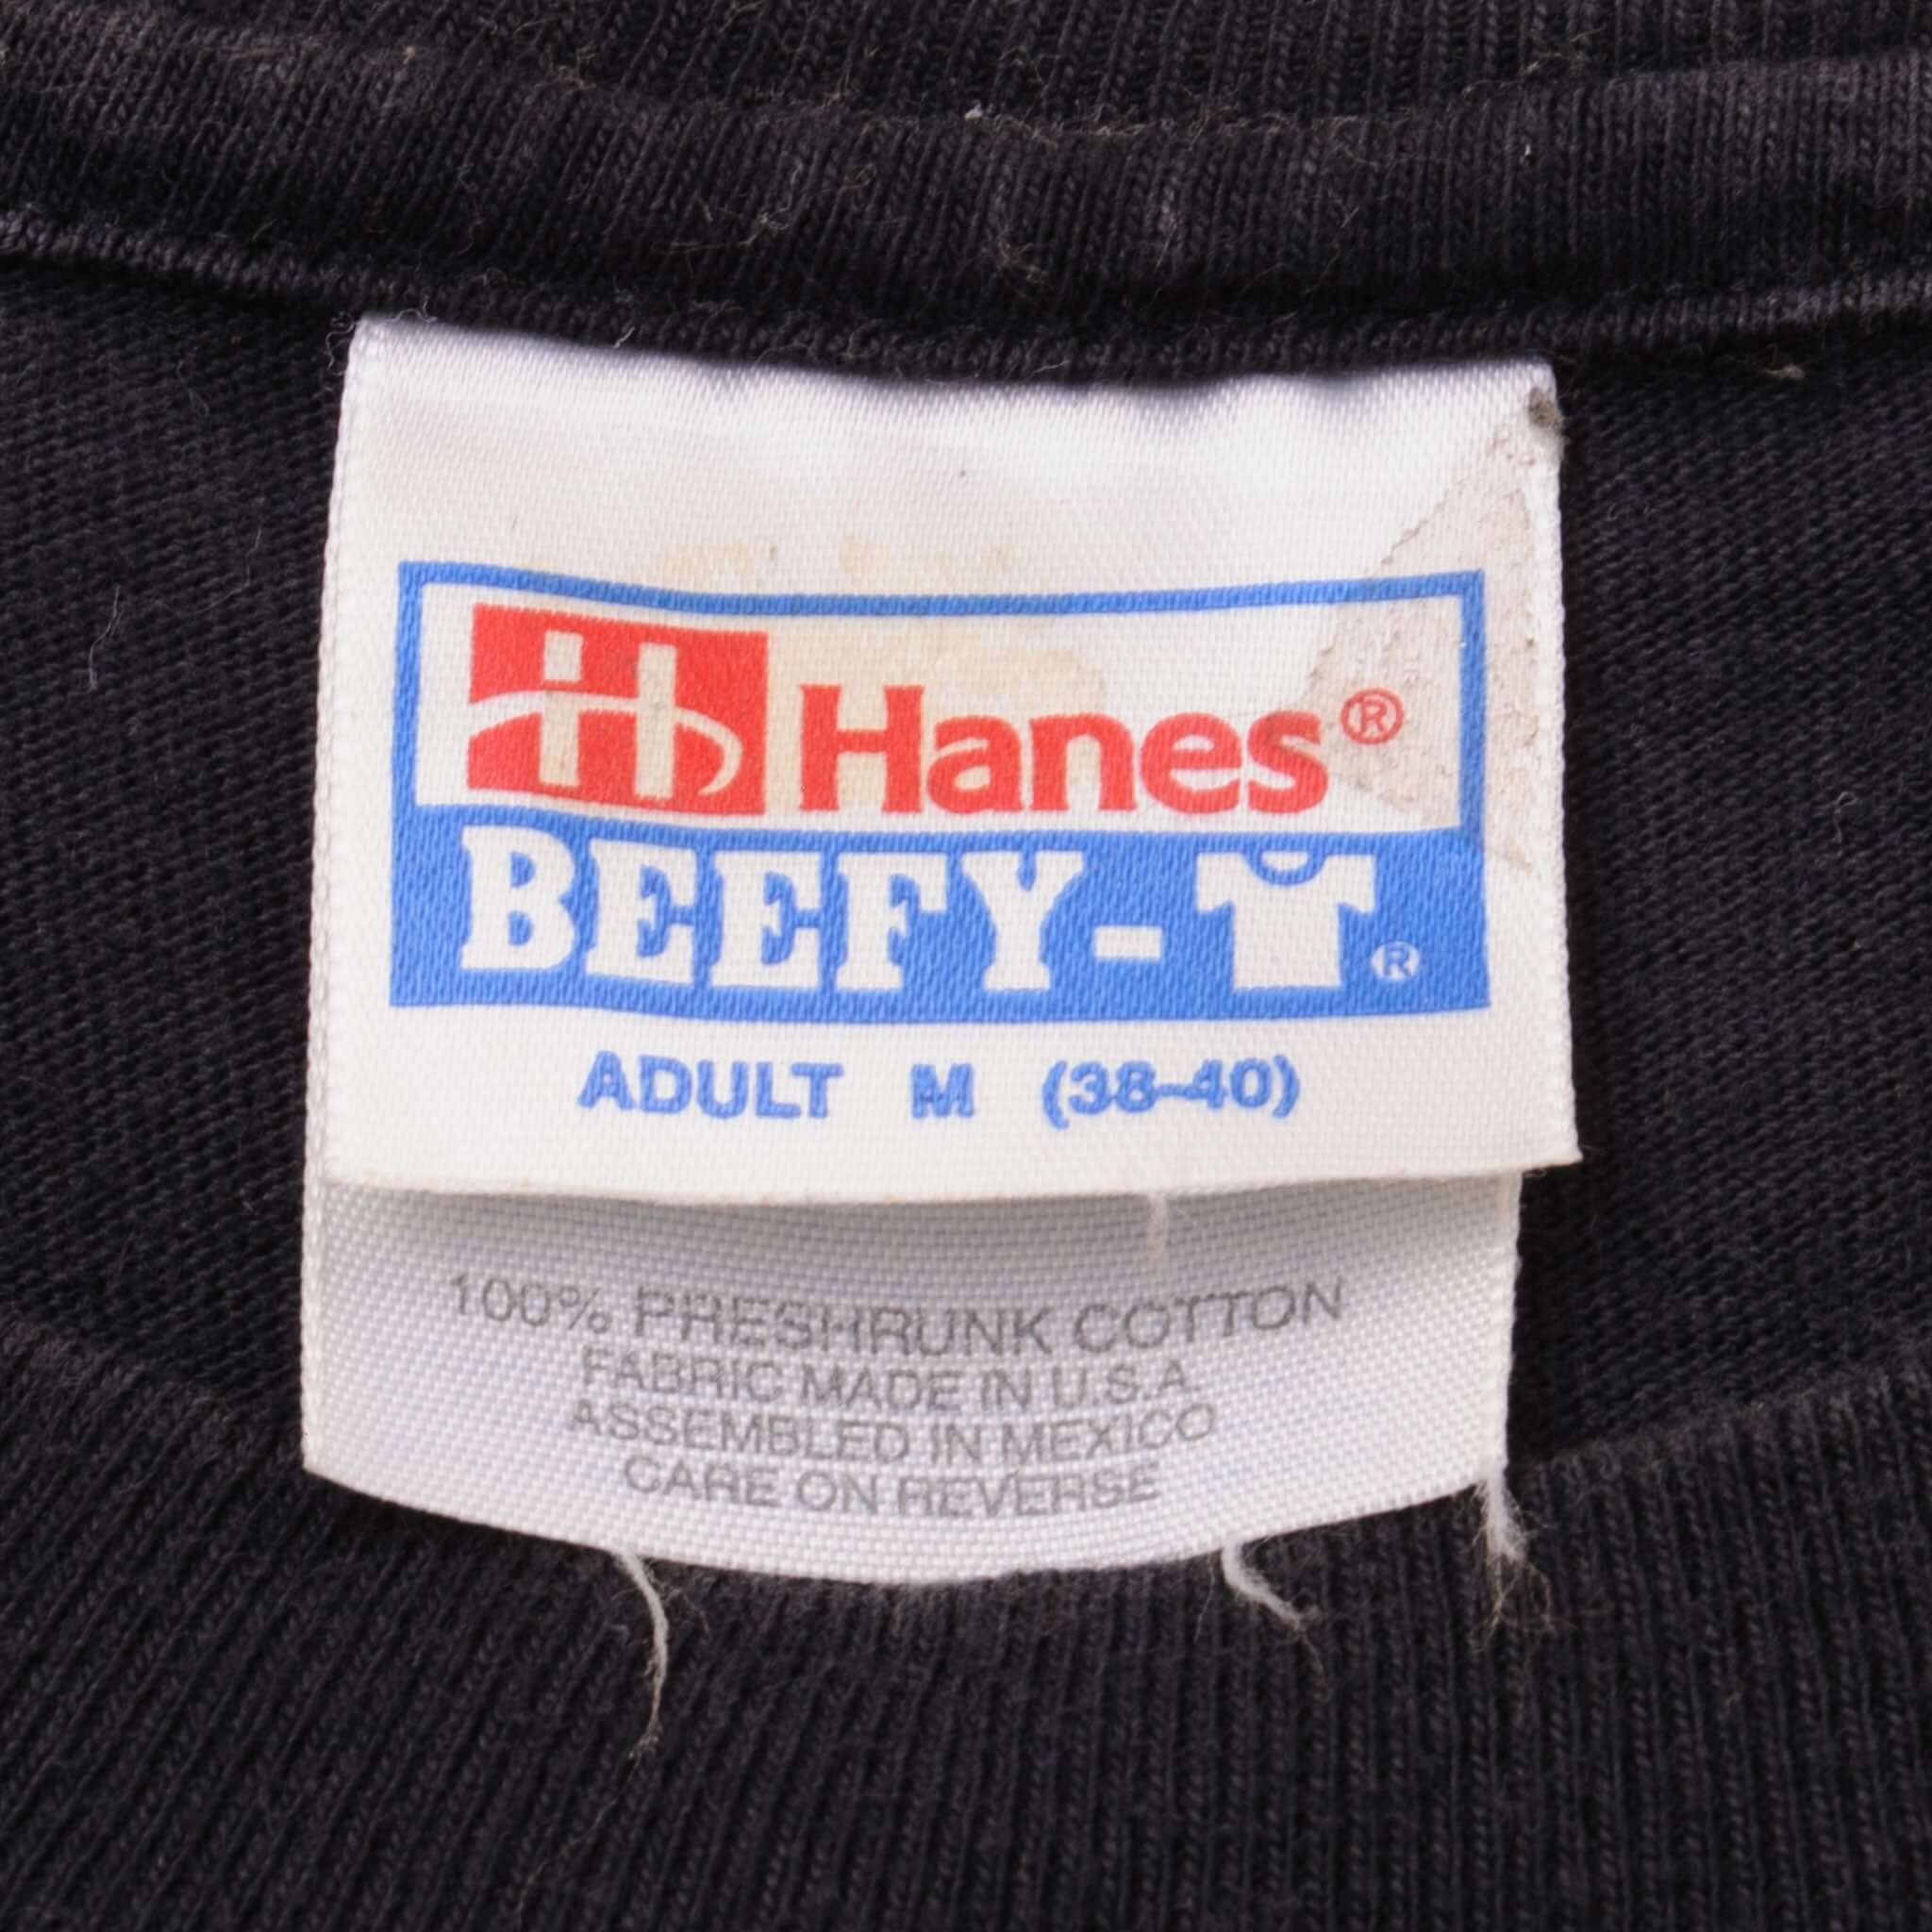 H Hanes®
BEEFY-T®
ADULT M (38-40)
100% PRESHRUNK COTTON
FABRIC MADE IN U.S.A
ASSEMBLED IN MEXICO
CARE ON REVERSE